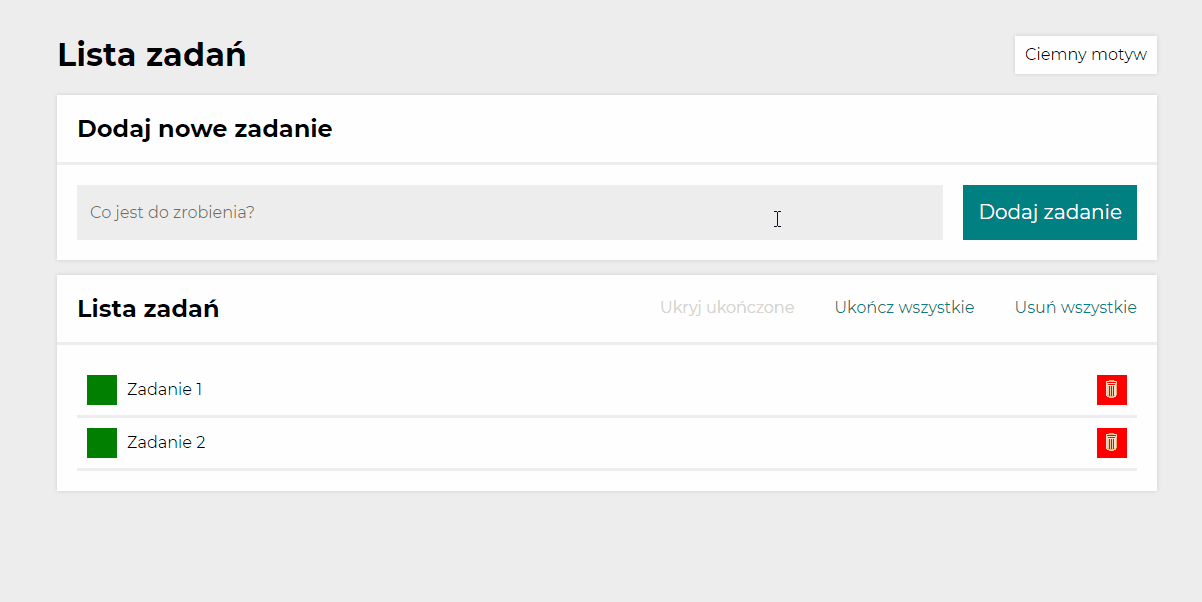 Lista zadań
Ciemny motyw
Dodaj nowe zadanie
Co jest do zrobienia?
Dodaj zadanie
Lista zadań
Ukryj ukończone
Ukończ wszystkie
Usuń wszystkie
Zadanie 1
Zadanie 2